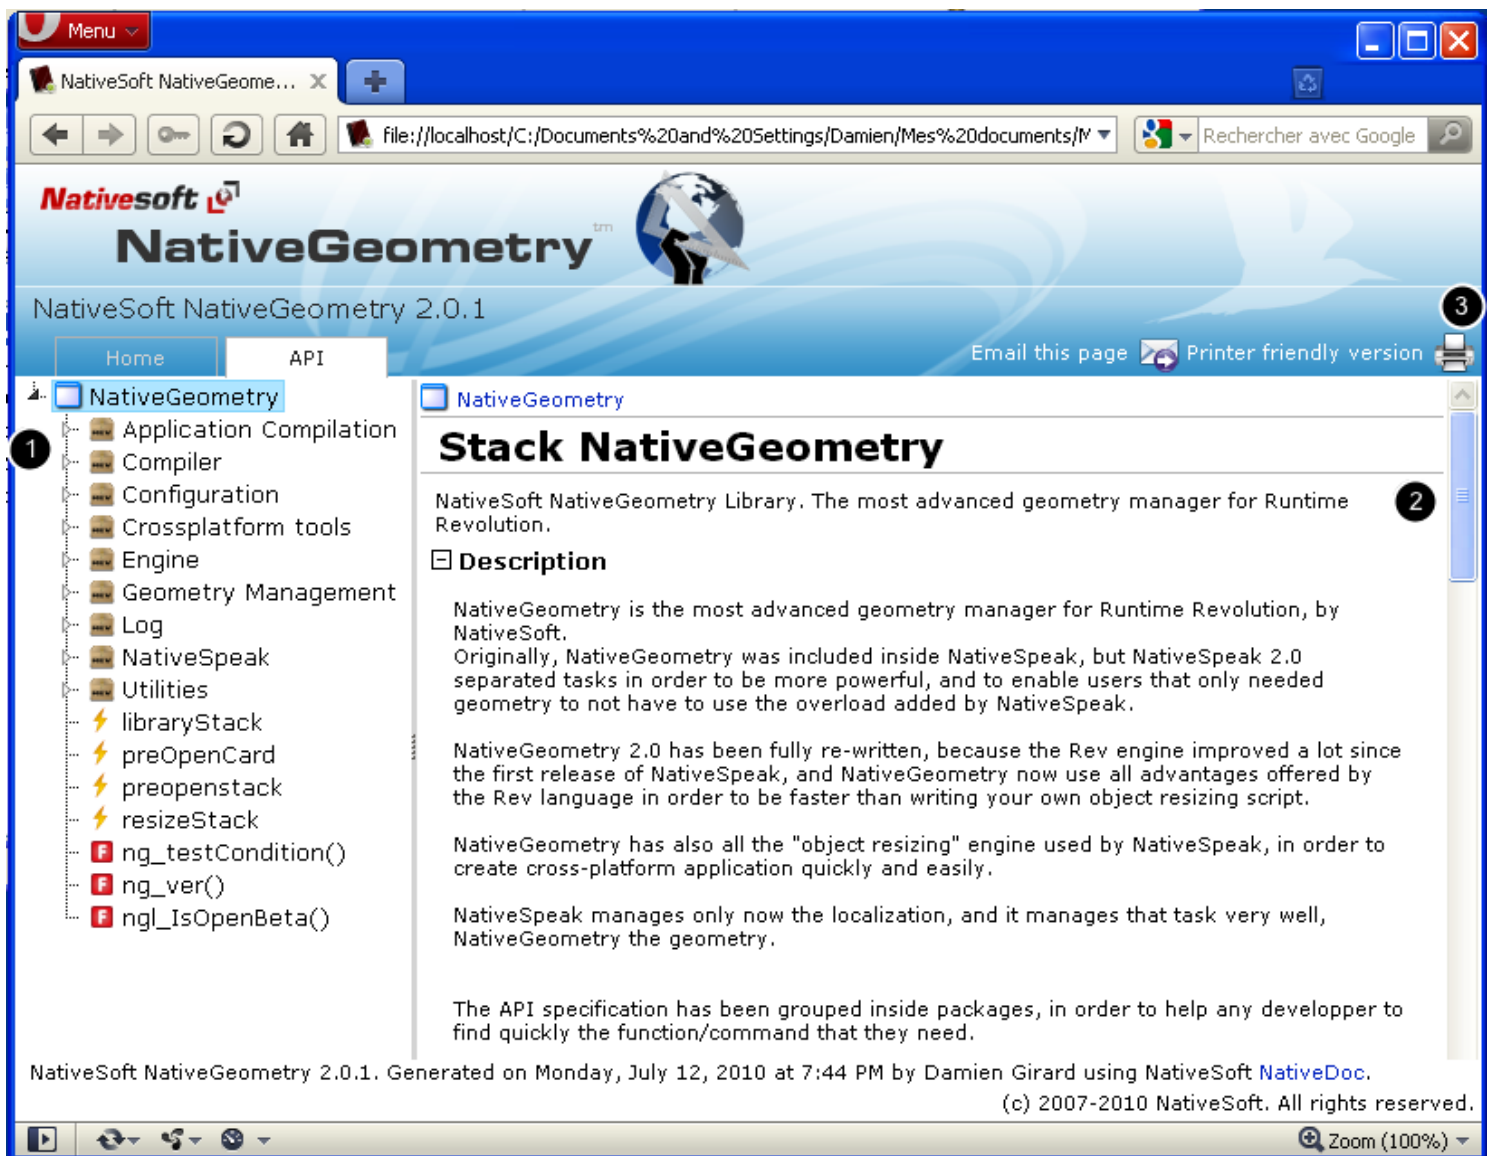 Menu
NativeSoft NativeGeome...
file://localhost/C:/Documents%20and%20Settings/Damien/Mes%20documents/M
Rechercher avec Google
Nativesoft
NativeGeometry tm
NativeSoft NativeGeometry 2.0.1
3
Home
API
Email this page
Printer friendly version
NativeGeometry
1
Application Compilation
Compiler
Configuration
Crossplatform tools
Engine
Geometry Management
Log
NativeSpeak
Utilities
libraryStack
preOpenCard
preopenstack
resizeStack
F ng_testCondition()
F ng_ver()
F ngl_IsOpenBeta()
NativeGeometry
Stack NativeGeometry
NativeSoft NativeGeometry Library. The most advanced geometry manager for Runtime
Revolution.
2
Description
NativeGeometry is the most advanced geometry manager for Runtime Revolution, by
NativeSoft.
Originally, NativeGeometry was included inside NativeSpeak, but NativeSpeak 2.0
separated tasks in order to be more powerful, and to enable users that only needed
geometry to not have to use the overload added by NativeSpeak.
NativeGeometry 2.0 has been fully re-written, because the Rev engine improved a lot since
the first release of NativeSpeak, and NativeGeometry now use all advantages offered by
the Rev language in order to be faster than writing your own object resizing script.
NativeGeometry has also all the "object resizing" engine used by NativeSpeak, in order to
create cross-platform application quickly and easily.
NativeSpeak manages only now the localization, and it manages that task very well,
NativeGeometry the geometry.
The API specification has been grouped inside packages, in order to help any developper to
find quickly the function/command that they need.
NativeSoft NativeGeometry 2.0.1. Generated on Monday, July 12, 2010 at 7:44 PM by Damien Girard using NativeSoft NativeDoc.
(c) 2007-2010 NativeSoft. All rights reserved.
Zoom (100%)